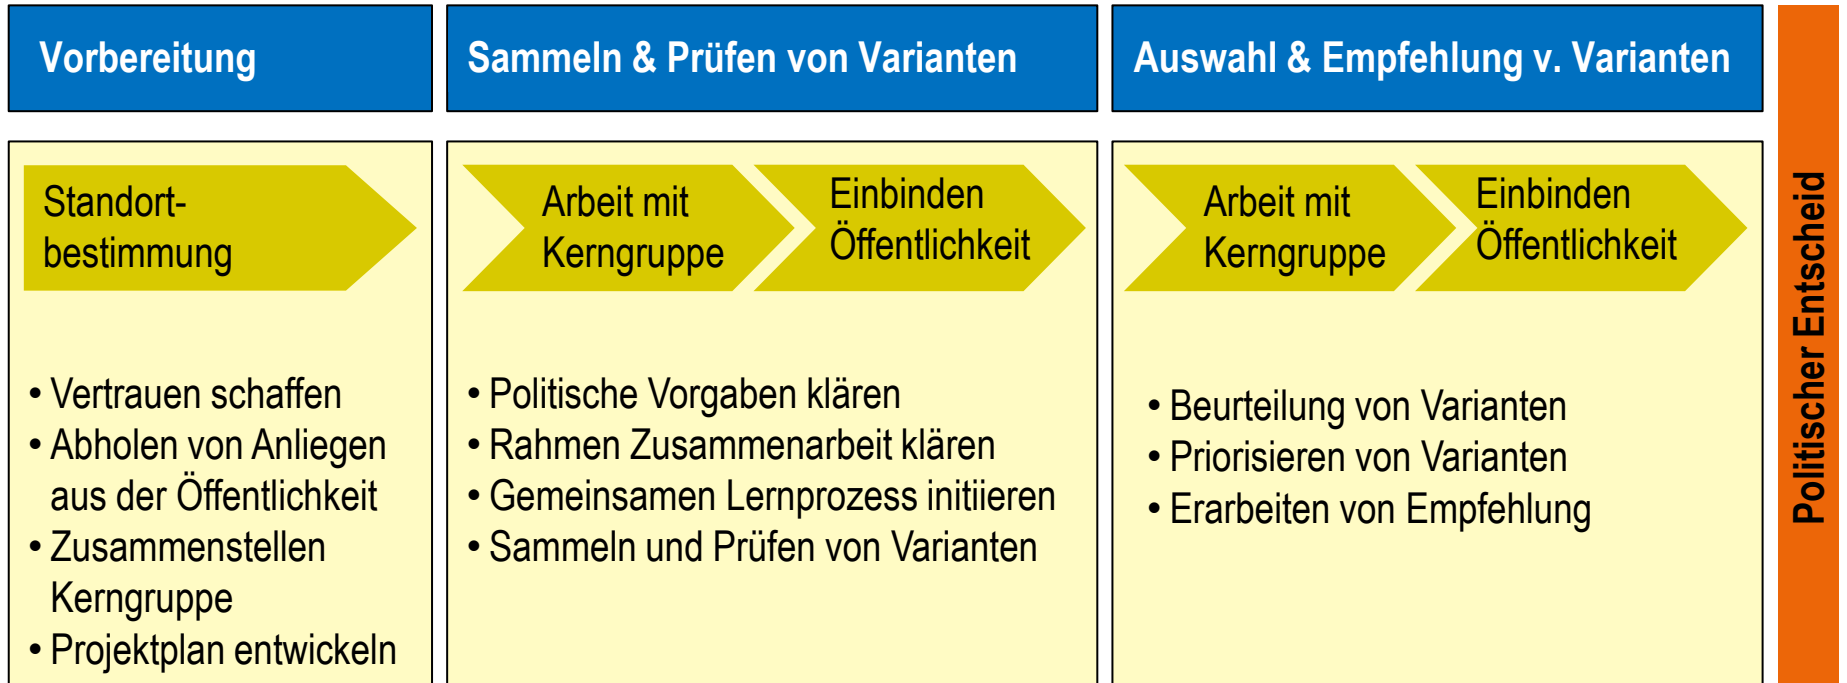 Vorbereitung
Sammeln & Prüfen von Varianten
Auswahl & Empfehlung v. Varianten
Standort-
bestimmung
• Vertrauen schaffen
• Abholen von Anliegen
aus der Öffentlichkeit
• Zusammenstellen
Kerngruppe
• Projektplan entwickeln
Arbeit mit
Kerngruppe
Einbinden
Öffentlichkeit
• Politische Vorgaben klären
• Rahmen Zusammenarbeit klären
• Gemeinsamen Lernprozess initiieren
• Sammeln und Prüfen von Varianten
Arbeit mit
Kerngruppe
Einbinden
Öffentlichkeit
• Beurteilung von Varianten
• Priorisieren von Varianten
• Erarbeiten von Empfehlung
Politischer Entscheid